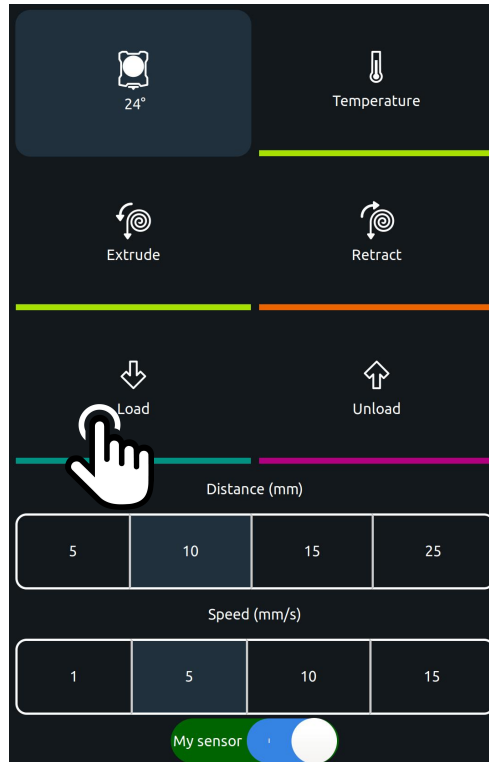 24°
Temperature
Extrude
Retract
Load
Unload
Distance (mm)
5 10 15 25
Speed (mm/s)
1 5 10 15
My sensor